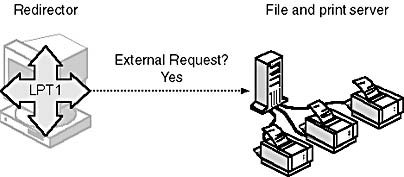 Redirector
File and print server
External Request?
Yes
LPT1